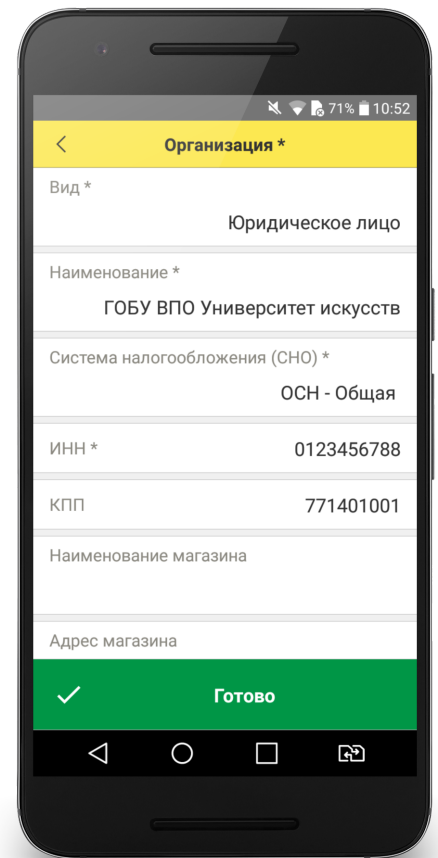 71% 10:52
Организация *
Вид *
Юридическое лицо
Наименование *
ГОБУ ВПО Университет искусств
Система налогообложения (СНО) *
ОСН - Общая
ИНН * 0123456788
КПП 771401001
Наименование магазина
Адрес магазина
Готово